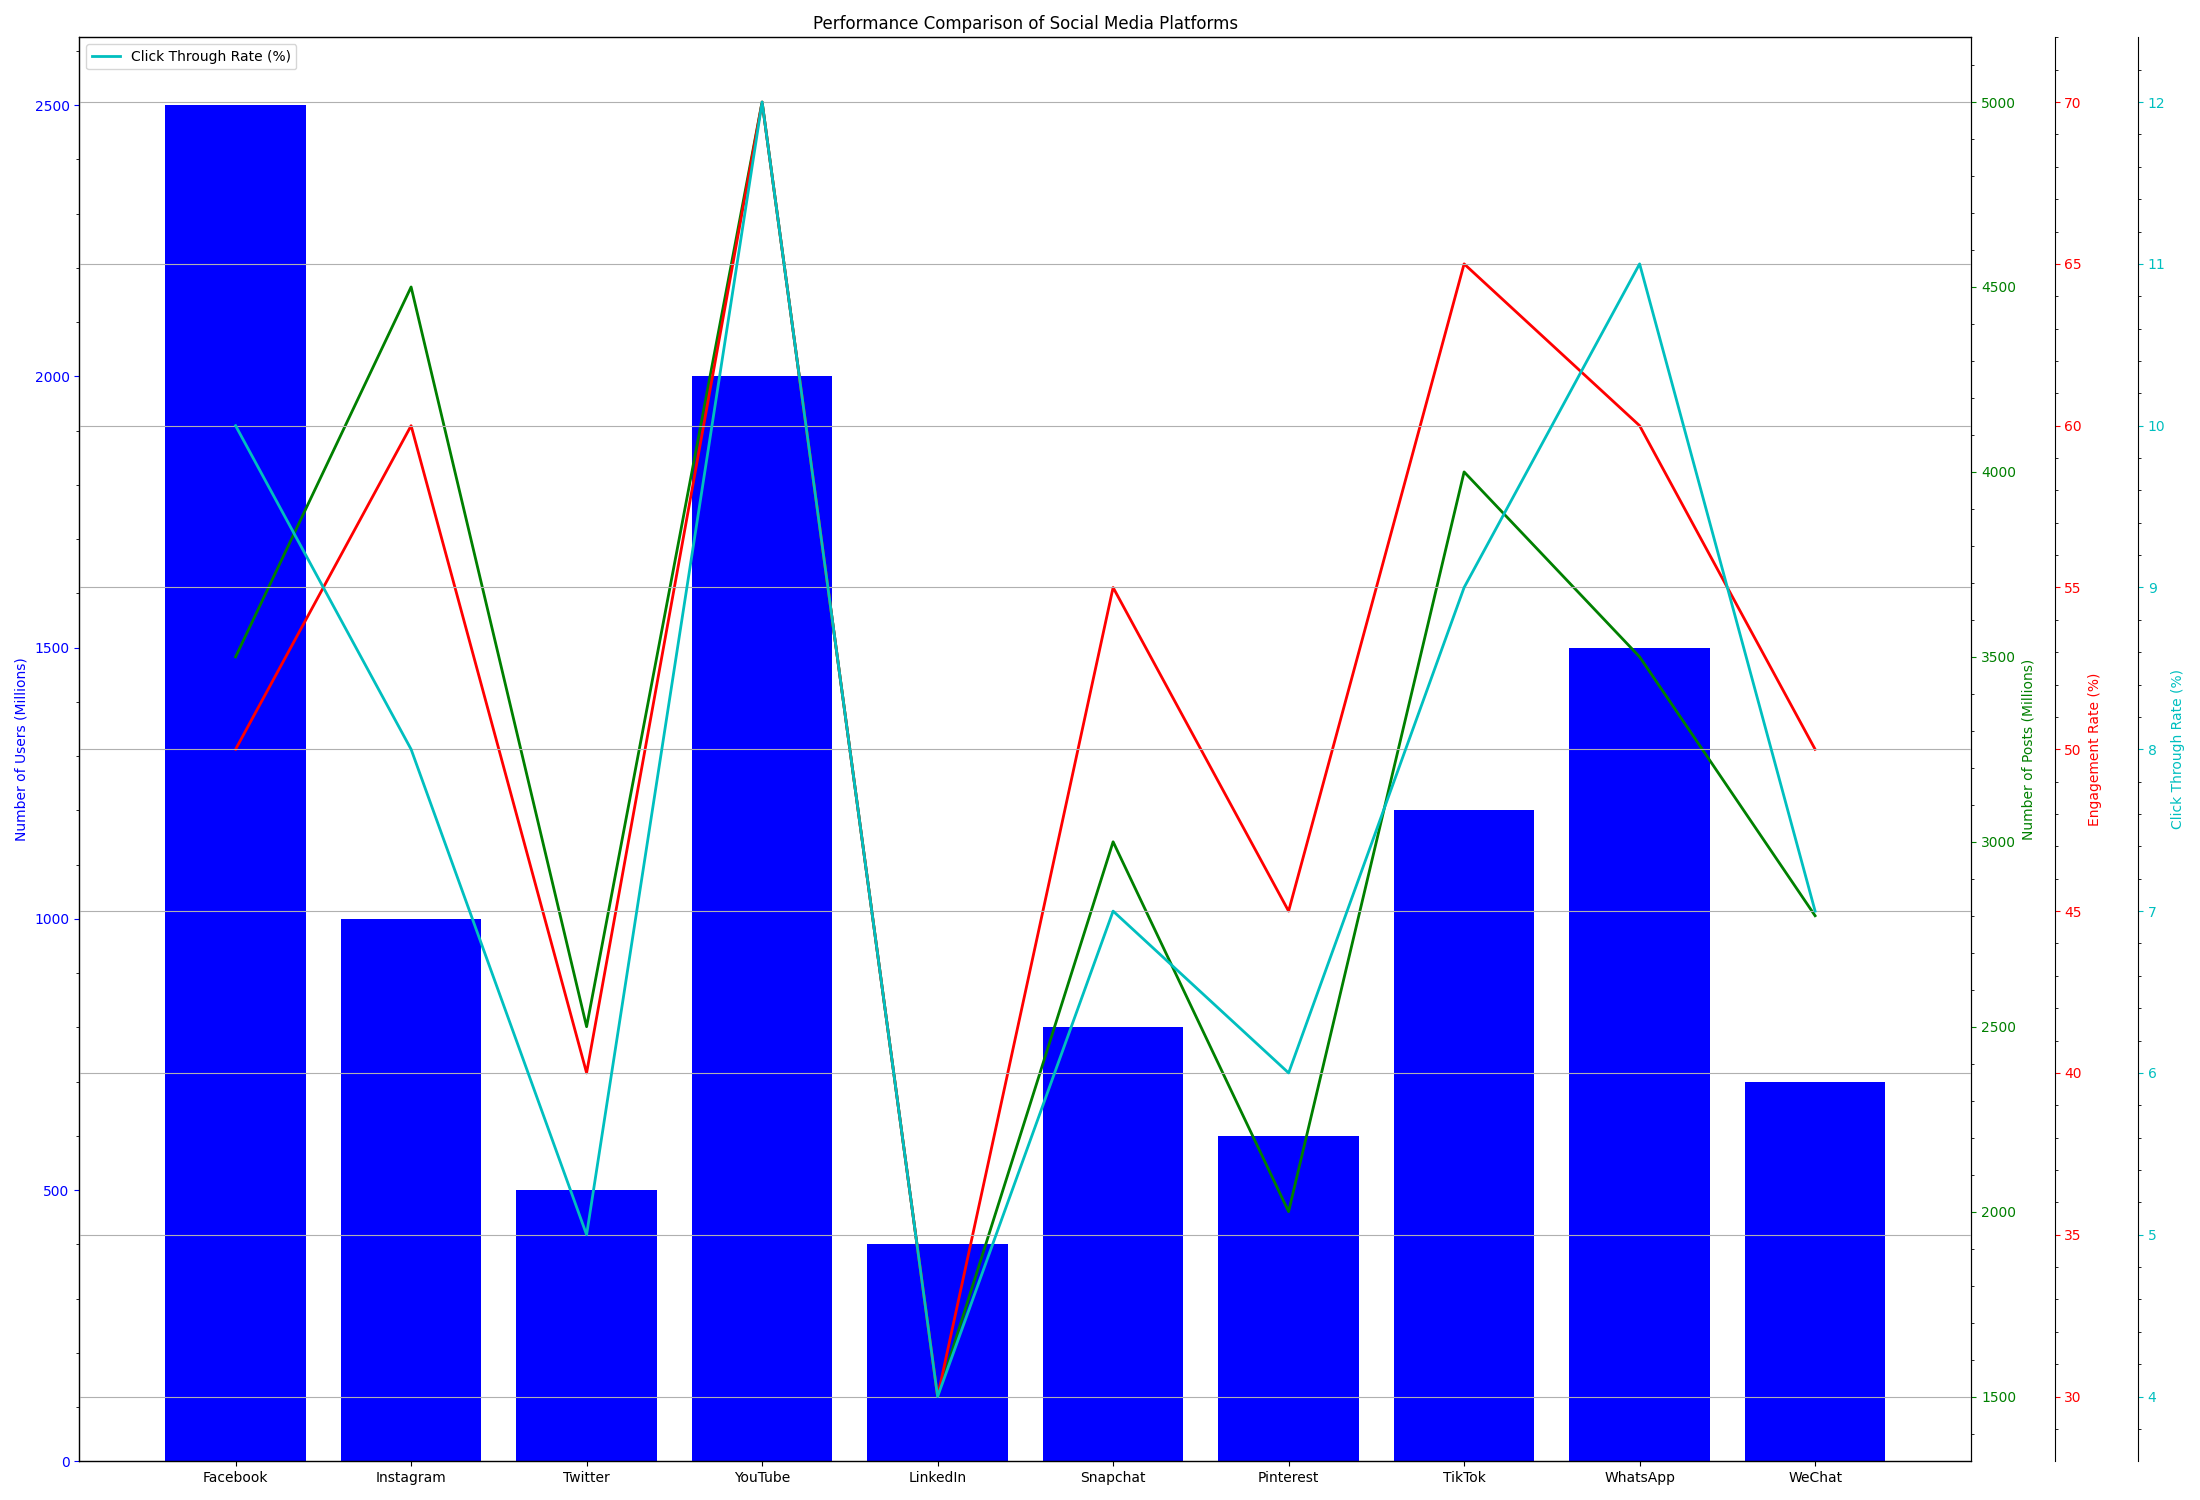 Performance Comparison of Social Media Platforms
Click Through Rate (%)
Number of Users (Millions)
2500
2000
1500
1000
500
0
Facebook
Instagram
Twitter
YouTube
LinkedIn
Snapchat
Pinterest
TikTok
WhatsApp
WeChat
5000
4500
4000
3500
3000
2500
2000
1500
Number of Posts (Millions)
70
65
60
55
50
45
40
35
30
Engagement Rate (%)
12
11
10
9
8
7
6
5
4
Click Through Rate (%)